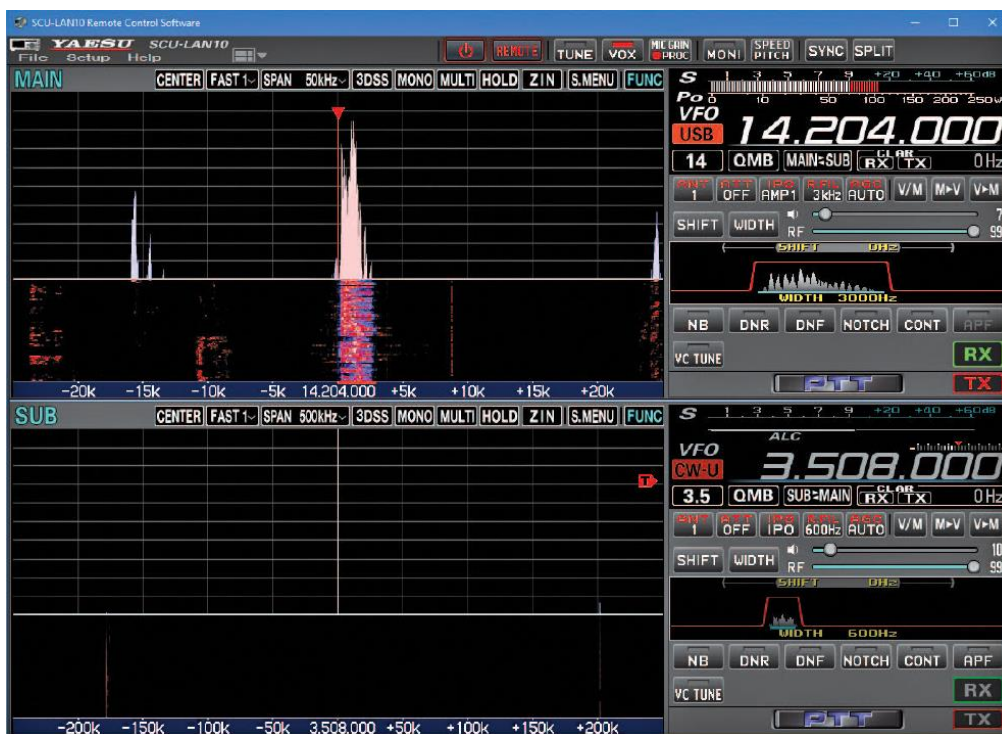 SCU-LAN10 Remote Control Software
YAESU SCU-LAN10
File Setup Help
REMOTE TUNE VOX MIC GAIN PROC MONI SPEED PITCH SYNC SPLIT
MAIN CENTER FAST 1 SPAN 50kHz 3DSS MONO MULTI HOLD ZIN S.MENU FUNC
S 1 3 5 7 9 +20 +40 +60dB
Po 0 10 50 100 150 200 250W
VFO
USB 14.204.000
14 QMB MAIN⇆SUB CLAR RX TX 0Hz
ANT 1 ATT OFF IPO AMP1 R.FIL 3kHz AGC AUTO V/M M▸V V▸M
SHIFT WIDTH RF 99
SHIFT 0Hz
WIDTH 3000Hz
NB DNR DNF NOTCH CONT APF
VC TUNE RX
PTT TX
-20k -15k -10k -5k 14.204.000 +5k +10k +15k +20k
SUB CENTER FAST 1 SPAN 500kHz 3DSS MONO MULTI HOLD ZIN S.MENU FUNC
S 1 3 5 7 9 +20 +40 +60dB
ALC
VFO
CW-U 3.508.000
T
3.5 QMB SUB⇆MAIN CLAR RX TX 0Hz
ANT 1 ATT OFF IPO IPO R.FIL 600Hz AGC AUTO V/M M▸V V▸M
10
SHIFT WIDTH RF 99
SHIFT 0Hz
WIDTH 600Hz
NB DNR DNF NOTCH CONT APF
VC TUNE RX
PTT TX
-200k -150k -100k -50k 3.508.000 +50k +100k +150k +200k